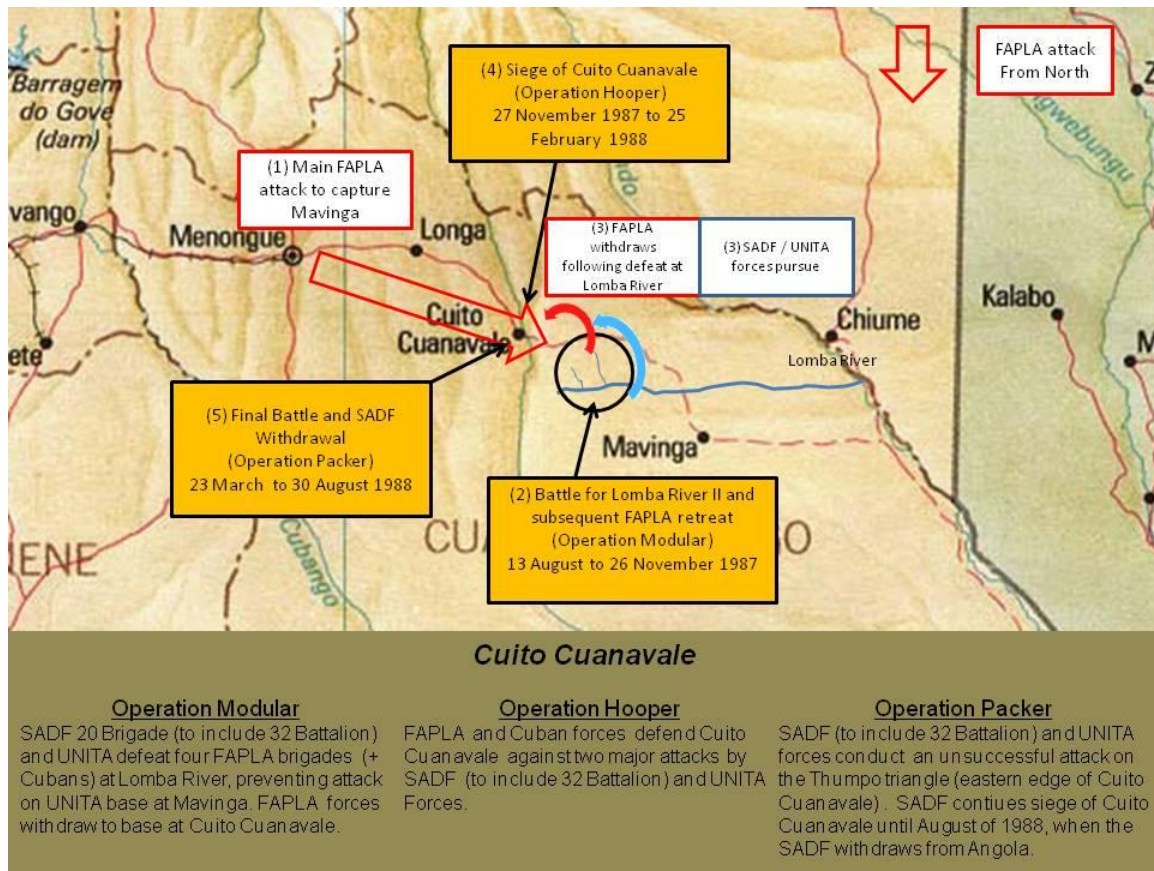 FAPLA attack
From North
(4) Siege of Cuito Cuanavale
(Operation Hooper)
27 November 1987 to 25
February 1988
Barragem
do Gove
(dam)
(1) Main FAPLA
attack to capture
Mavinga
vango
Menongue
Longa
(3) FAPLA
withdraws
following defeat at
Lomba River
(3) SADF / UNITA
forces pursue
Kalabo
Cuito
Cuanavale
Chiume
Lomba River
ete
(5) Final Battle and SADF
Withdrawal
(Operation Packer)
23 March to 30 August 1988
Mavinga
(2) Battle for Lomba River II and
subsequent FAPLA retreat
(Operation Modular)
13 August to 26 November 1987
Cubango
CU
GO
ENE
Cuito Cuanavale
Operation Modular
SADF 20 Brigade (to include 32 Battalion)
and UNITA defeat four FAPLA brigades (+
Cubans) at Lomba River, preventing attack
on UNITA base at Mavinga. FAPLA forces
withdraw to base at Cuito Cuanavale.
Operation Hooper
FAPLA and Cuban forces defend Cuito
Cuanavale against two major attacks by
SADF (to include 32 Battalion) and UNITA
Forces.
Operation Packer
SADF (to include 32 Battalion) and UNITA
forces conduct an unsuccessful attack on
the Thumpo triangle (eastern edge of Cuito
Cuanavale) . SADF contiues siege of Cuito
Cuanavale until August of 1988, when the
SADF withdraws from Angola.